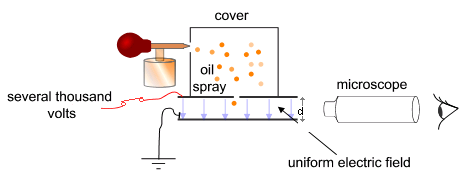 cover
oil
spray
several thousand
volts
microscope
d
uniform electric field